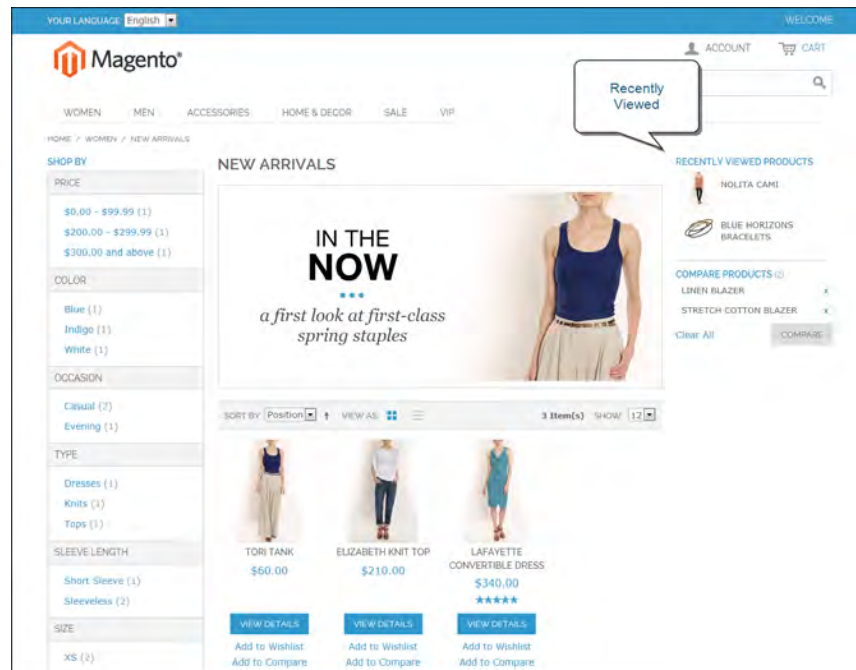 YOUR LANGUAGE: English
WELCOME
Magento®
ACCOUNT
CART
Recently
Viewed
WOMEN MEN ACCESSORIES HOME & DECOR SALE VIP
HOME / WOMEN / NEW ARRIVALS
SHOP BY
PRICE
$0.00 - $99.99 (1)
$200.00 - $299.99 (1)
$300.00 and above (1)
COLOR
Blue (1)
Indigo (1)
White (1)
OCCASION
Casual (2)
Evening (1)
TYPE
Dresses (1)
Knits (1)
Tops (1)
SLEEVE LENGTH
Short Sleeve (1)
Sleeveless (2)
SIZE
XS (2)
NEW ARRIVALS
IN THE
NOW
a first look at first-class
spring staples
SORT BY Position VIEW AS 3 Item(s) SHOW 12
TORI TANK
$60.00
VIEW DETAILS
Add to Wishlist
Add to Compare
ELIZABETH KNIT TOP
$210.00
VIEW DETAILS
Add to Wishlist
Add to Compare
LAFAYETTE
CONVERTIBLE DRESS
$340.00
VIEW DETAILS
Add to Wishlist
Add to Compare
RECENTLY VIEWED PRODUCTS
NOLITA CAMI
BLUE HORIZONS
BRACELETS
COMPARE PRODUCTS (2)
LINEN BLAZER x
STRETCH COTTON BLAZER x
Clear All COMPARE